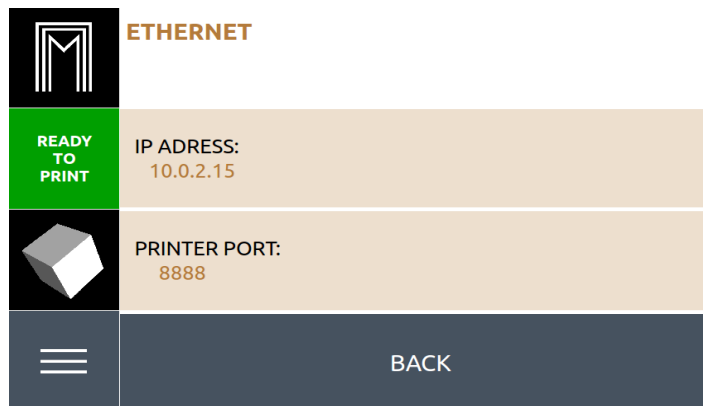 ETHERNET
READY
TO
PRINT
IP ADRESS:
10.0.2.15
PRINTER PORT:
8888
BACK